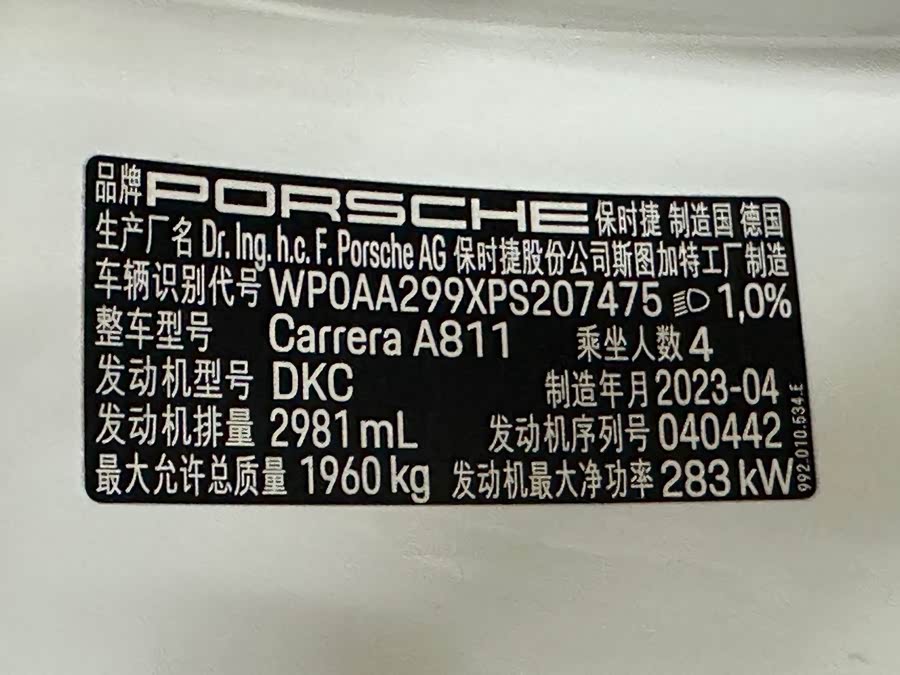 品牌 PORSCHE 保时捷 制造国 德国
生产厂名 Dr. Ing. h.c. F. Porsche AG 保时捷股份公司斯图加特工厂制造
车辆识别代号 WP0AA299XPS207475 1,0%
整车型号 Carrera A811 乘坐人数 4
发动机型号 DKC 制造年月 2023-04
发动机排量 2981 mL 发动机序列号 040442
最大允许总质量 1960 kg 发动机最大净功率 283 kW
992.010.534.E